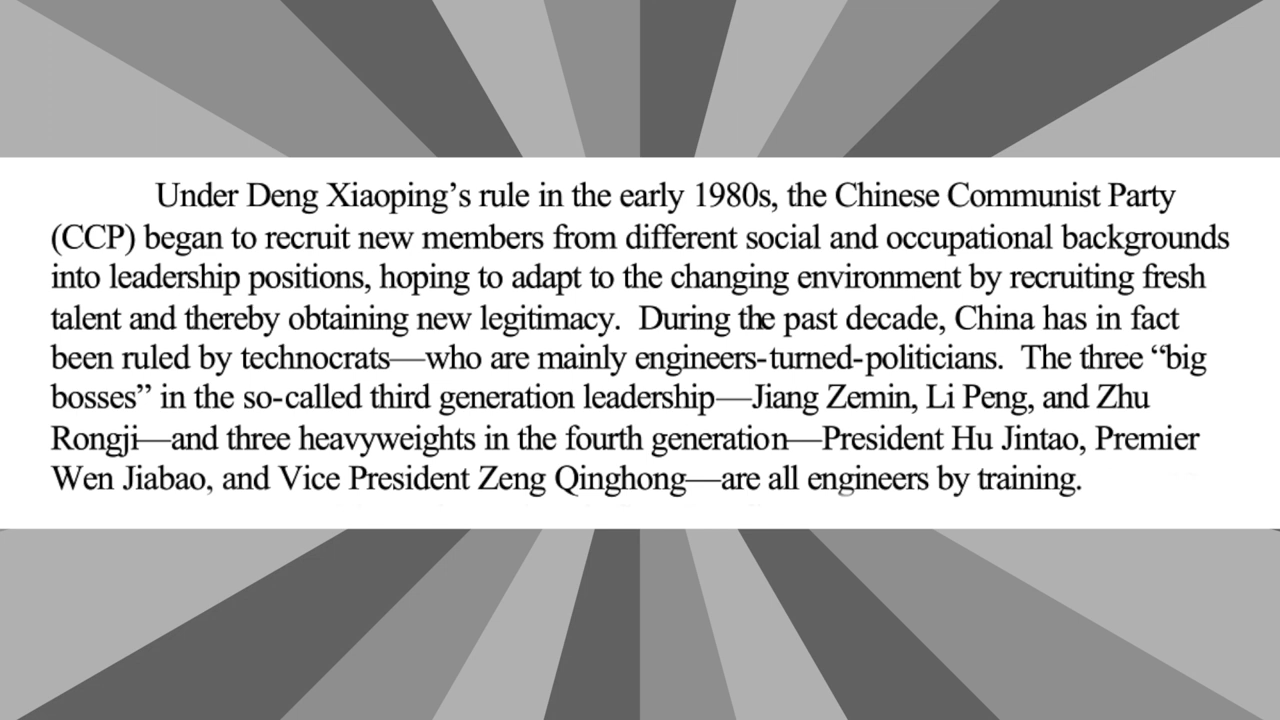 Under Deng Xiaoping’s rule in the early 1980s, the Chinese Communist Party
(CCP) began to recruit new members from different social and occupational backgrounds
into leadership positions, hoping to adapt to the changing environment by recruiting fresh
talent and thereby obtaining new legitimacy.  During the past decade, China has in fact
been ruled by technocrats—who are mainly engineers-turned-politicians.  The three “big
bosses” in the so-called third generation leadership—Jiang Zemin, Li Peng, and Zhu
Rongji—and three heavyweights in the fourth generation—President Hu Jintao, Premier
Wen Jiabao, and Vice President Zeng Qinghong—are all engineers by training.